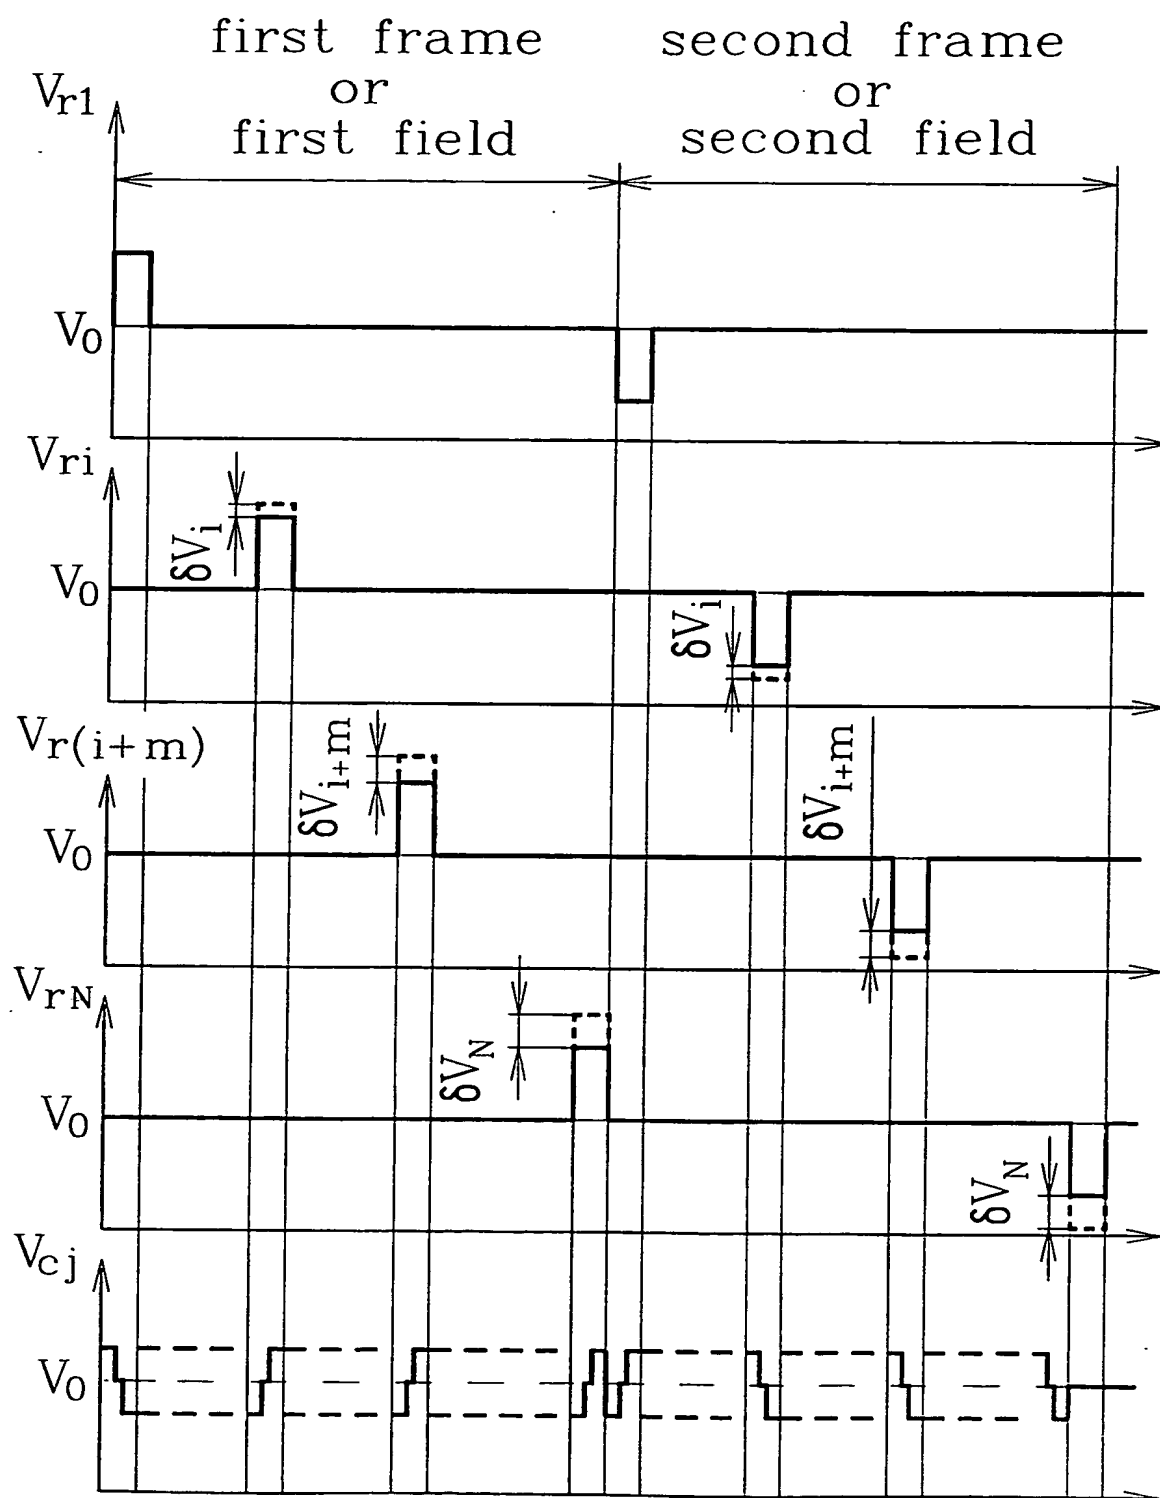 first frame
or
first field
second frame
or
second field
Vr1
V0
Vri
δVi
V0
δVi
Vr(i+m)
δVi+m
V0
δVi+m
VrN
δVN
V0
δVN
Vcj
V0